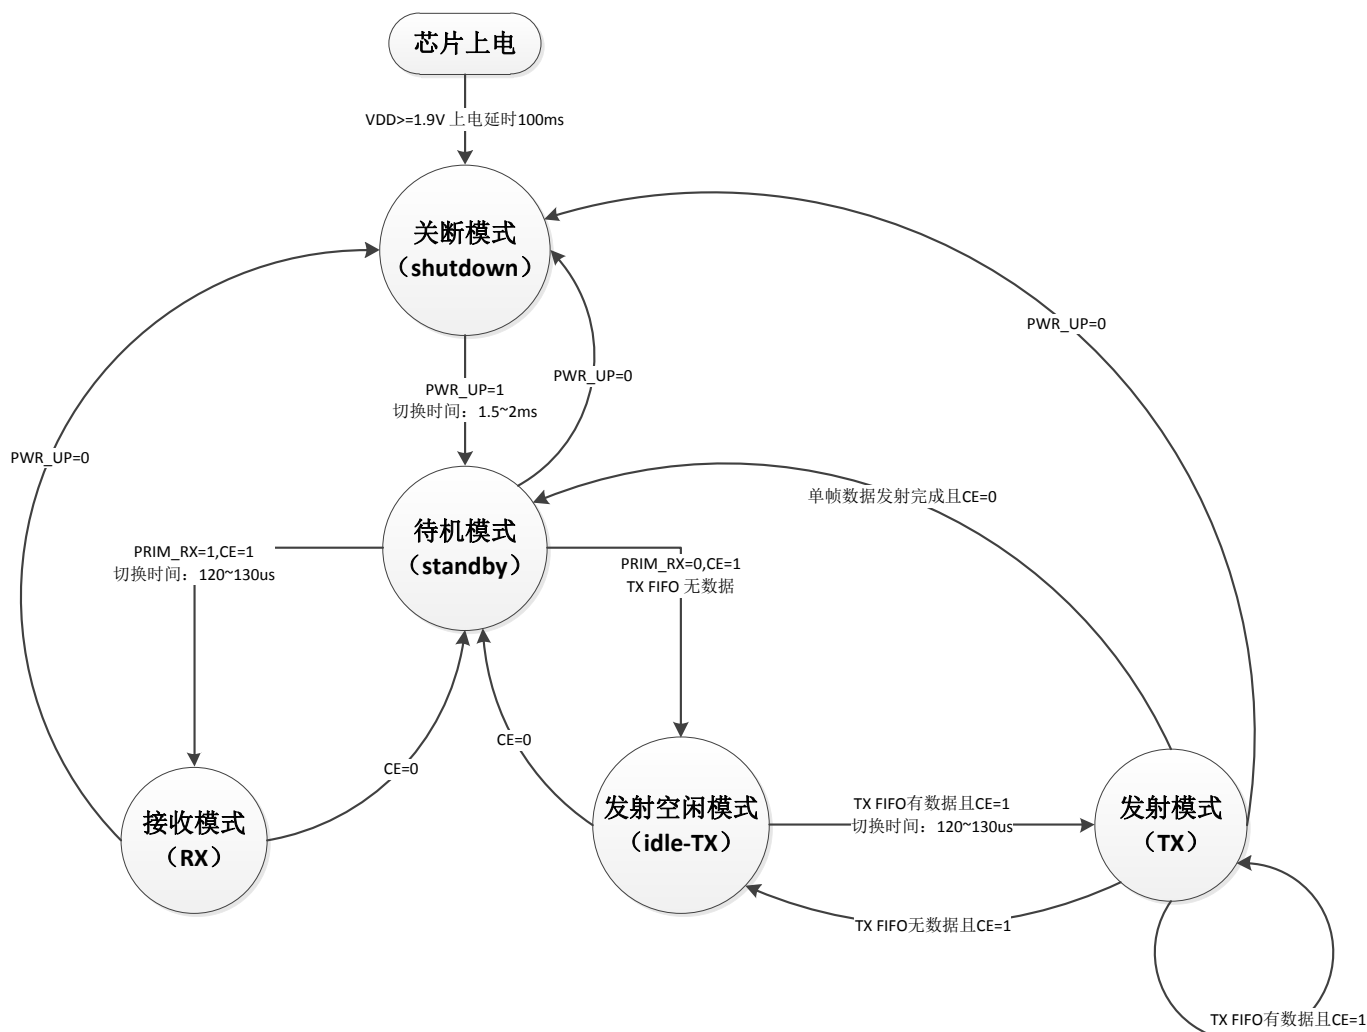 芯片上电
VDD>=1.9V 上电延时100ms
关断模式
（shutdown）
PWR_UP=0
PWR_UP=1
切换时间：1.5~2ms
PWR_UP=0
PWR_UP=0
单帧数据发射完成且CE=0
待机模式
（standby）
PRIM_RX=1,CE=1
切换时间：120~130us
PRIM_RX=0,CE=1
TX FIFO 无数据
CE=0
CE=0
接收模式
（RX）
发射空闲模式
（idle-TX）
TX FIFO有数据且CE=1
切换时间：120~130us
发射模式
（TX）
TX FIFO无数据且CE=1
TX FIFO有数据且CE=1